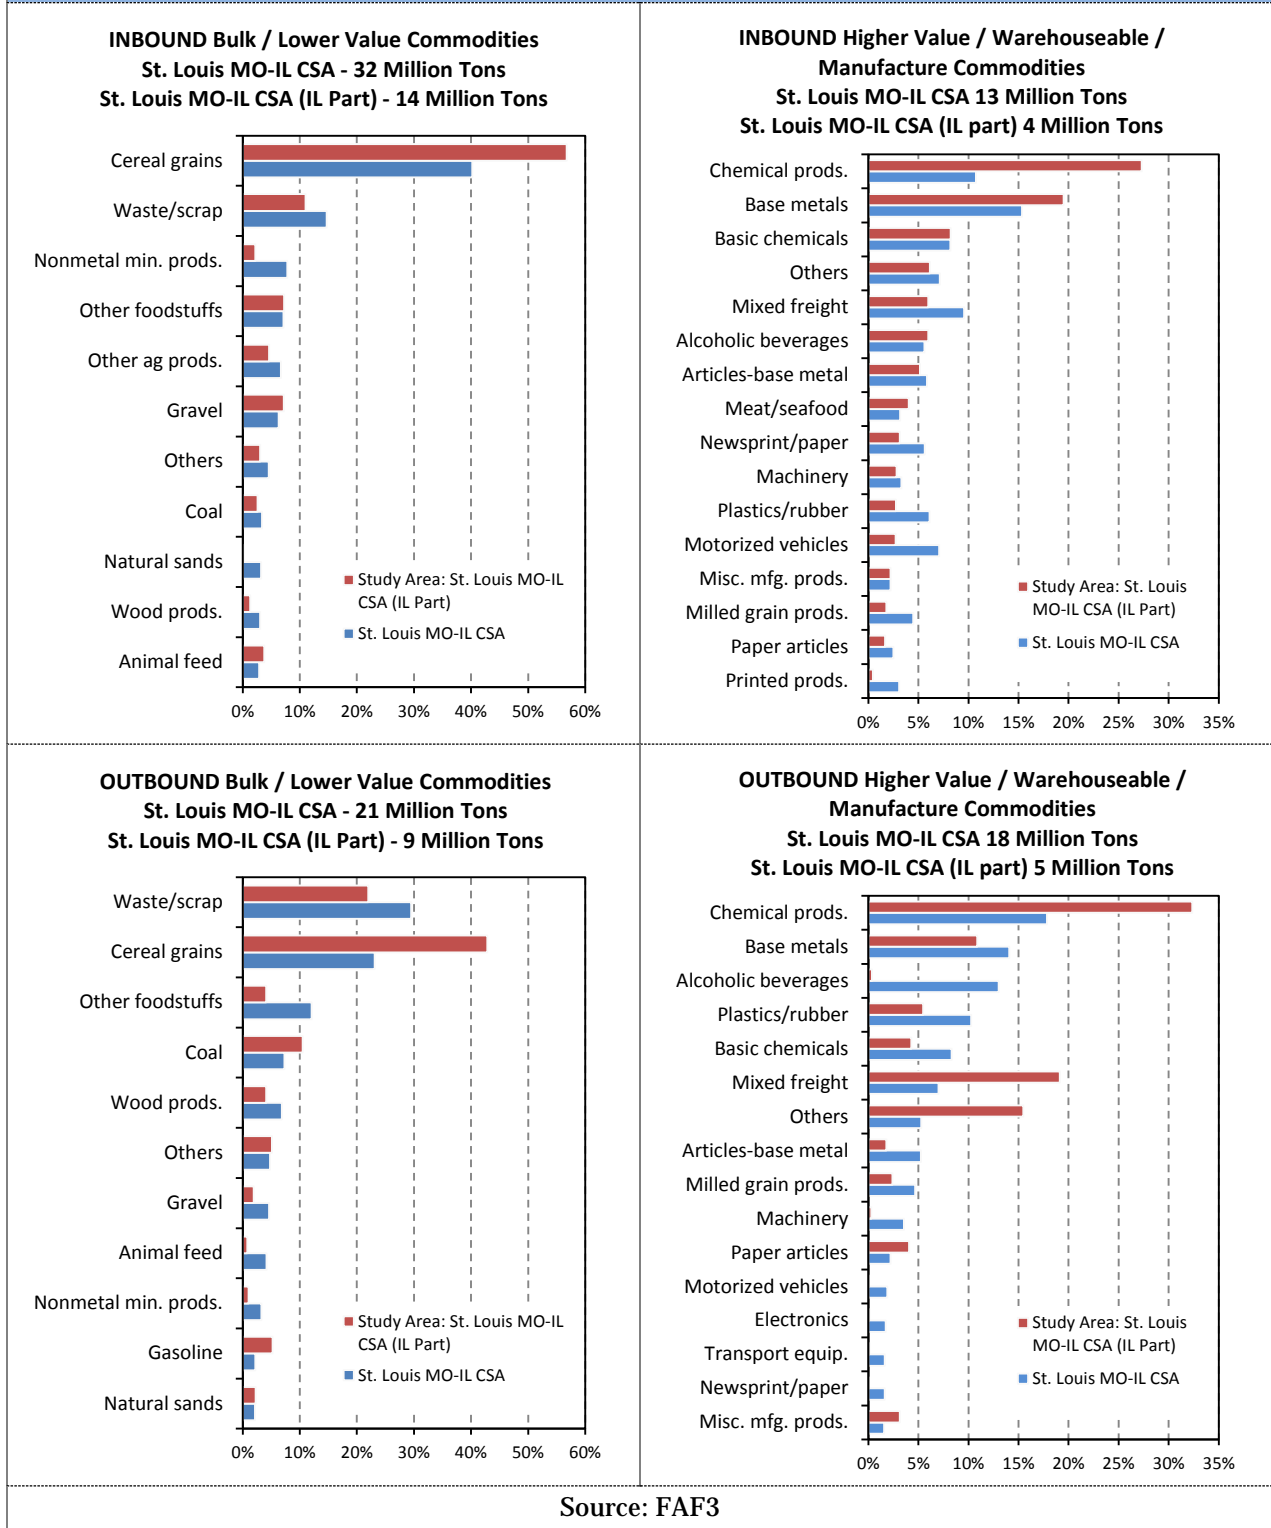 INBOUND Bulk / Lower Value Commodities
St. Louis MO-IL CSA - 32 Million Tons
St. Louis MO-IL CSA (IL Part) - 14 Million Tons
Cereal grains
Waste/scrap
Nonmetal min. prods.
Other foodstuffs
Other ag prods.
Gravel
Others
Coal
Natural sands
Wood prods.
Animal feed
Study Area: St. Louis MO-IL
CSA (IL Part)
St. Louis MO-IL CSA
0% 10% 20% 30% 40% 50% 60%
INBOUND Higher Value / Warehouseable /
Manufacture Commodities
St. Louis MO-IL CSA 13 Million Tons
St. Louis MO-IL CSA (IL part) 4 Million Tons
Chemical prods.
Base metals
Basic chemicals
Others
Mixed freight
Alcoholic beverages
Articles-base metal
Meat/seafood
Newsprint/paper
Machinery
Plastics/rubber
Motorized vehicles
Misc. mfg. prods.
Milled grain prods.
Paper articles
Printed prods.
Study Area: St. Louis
MO-IL CSA (IL Part)
St. Louis MO-IL CSA
0% 5% 10% 15% 20% 25% 30% 35%
OUTBOUND Bulk / Lower Value Commodities
St. Louis MO-IL CSA - 21 Million Tons
St. Louis MO-IL CSA (IL Part) - 9 Million Tons
Waste/scrap
Cereal grains
Other foodstuffs
Coal
Wood prods.
Others
Gravel
Animal feed
Nonmetal min. prods.
Gasoline
Natural sands
Study Area: St. Louis MO-IL
CSA (IL Part)
St. Louis MO-IL CSA
0% 10% 20% 30% 40% 50% 60%
OUTBOUND Higher Value / Warehouseable /
Manufacture Commodities
St. Louis MO-IL CSA 18 Million Tons
St. Louis MO-IL CSA (IL part) 5 Million Tons
Chemical prods.
Base metals
Alcoholic beverages
Plastics/rubber
Basic chemicals
Mixed freight
Others
Articles-base metal
Milled grain prods.
Machinery
Paper articles
Motorized vehicles
Electronics
Transport equip.
Newsprint/paper
Misc. mfg. prods.
Study Area: St. Louis
MO-IL CSA (IL Part)
St. Louis MO-IL CSA
0% 5% 10% 15% 20% 25% 30% 35%
Source: FAF3